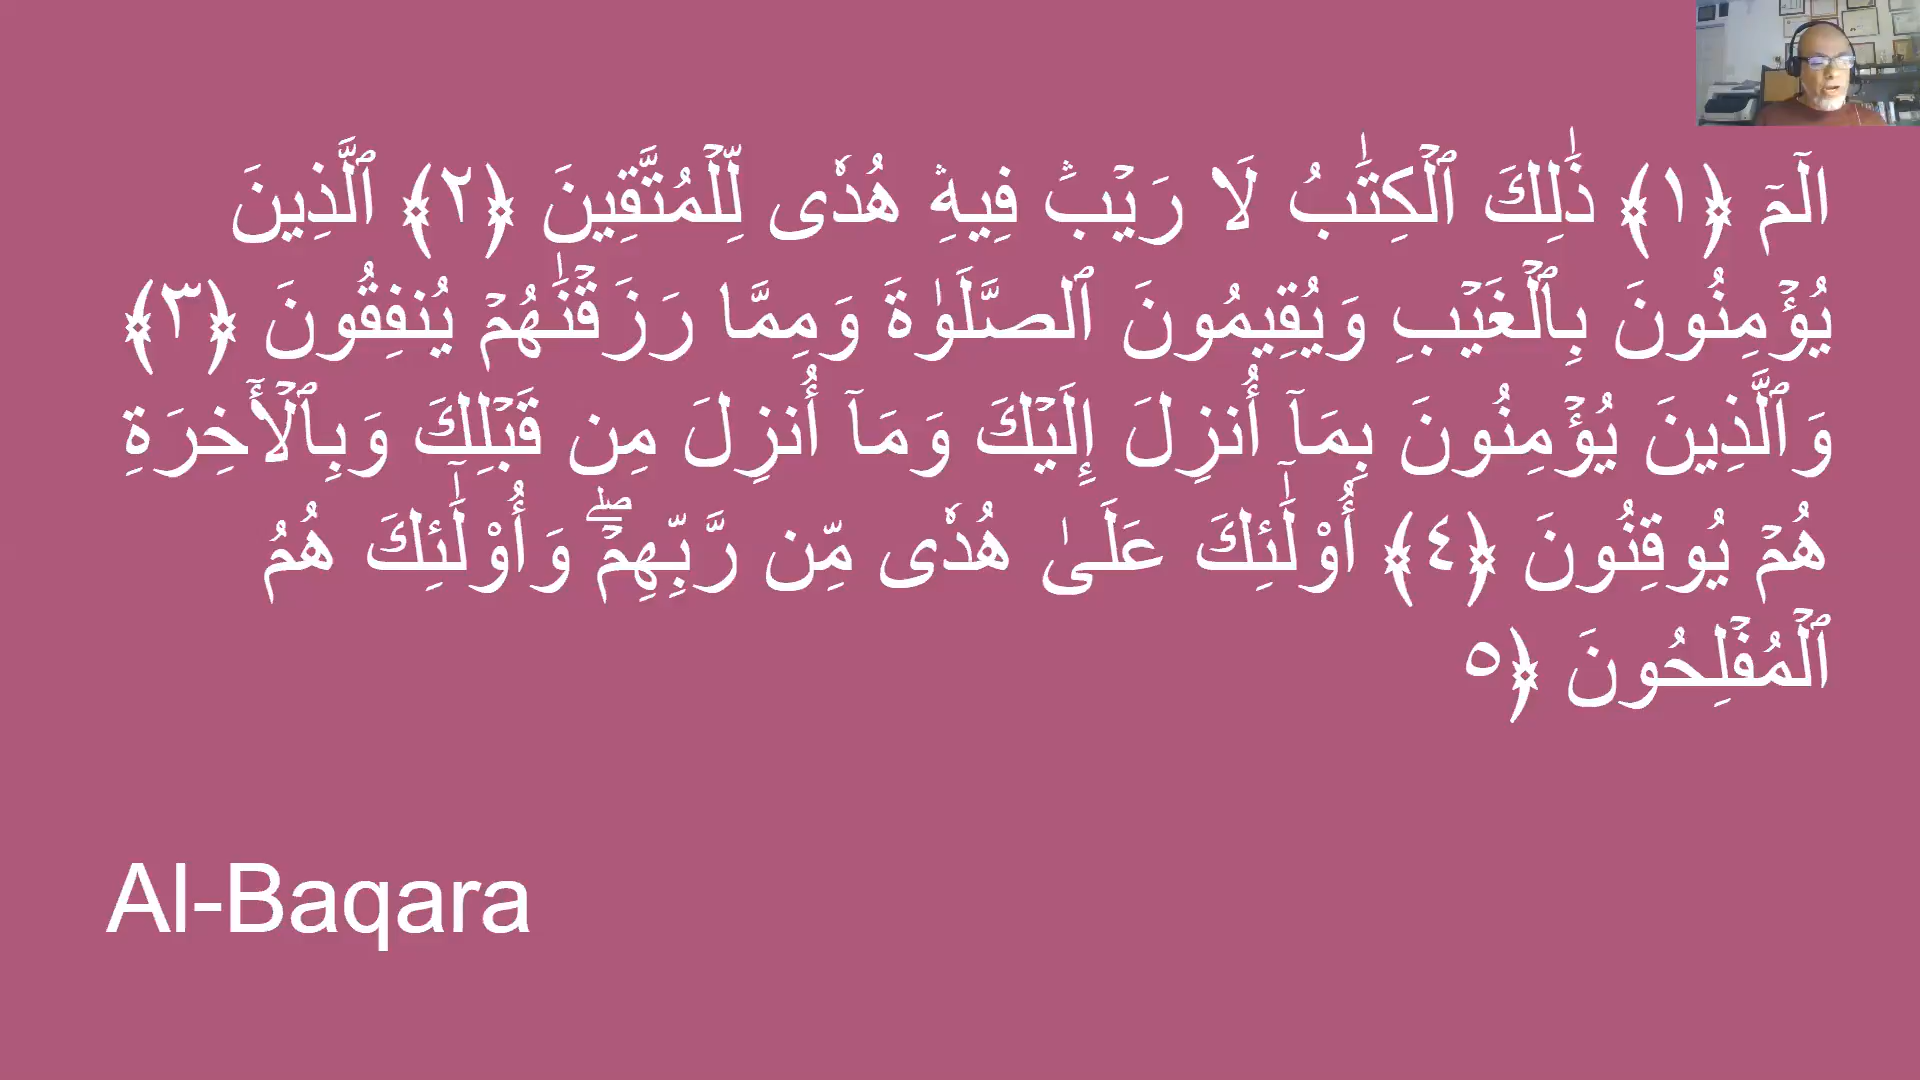 الٓمٓ ﴿١﴾ ذَٰلِكَ ٱلۡكِتَٰبُ لَا رَيۡبَۛ فِيهِۛ هُدٗى لِّلۡمُتَّقِينَ ﴿٢﴾ ٱلَّذِينَ
يُؤۡمِنُونَ بِٱلۡغَيۡبِ وَيُقِيمُونَ ٱلصَّلَوٰةَ وَمِمَّا رَزَقۡنَٰهُمۡ يُنفِقُونَ ﴿٣﴾
وَٱلَّذِينَ يُؤۡمِنُونَ بِمَآ أُنزِلَ إِلَيۡكَ وَمَآ أُنزِلَ مِن قَبۡلِكَ وَبِٱلۡأٓخِرَةِ
هُمۡ يُوقِنُونَ ﴿٤﴾ أُوْلَٰٓئِكَ عَلَىٰ هُدٗى مِّن رَّبِّهِمۡۖ وَأُوْلَٰٓئِكَ هُمُ
ٱلۡمُفۡلِحُونَ ﴿٥
Al-Baqara